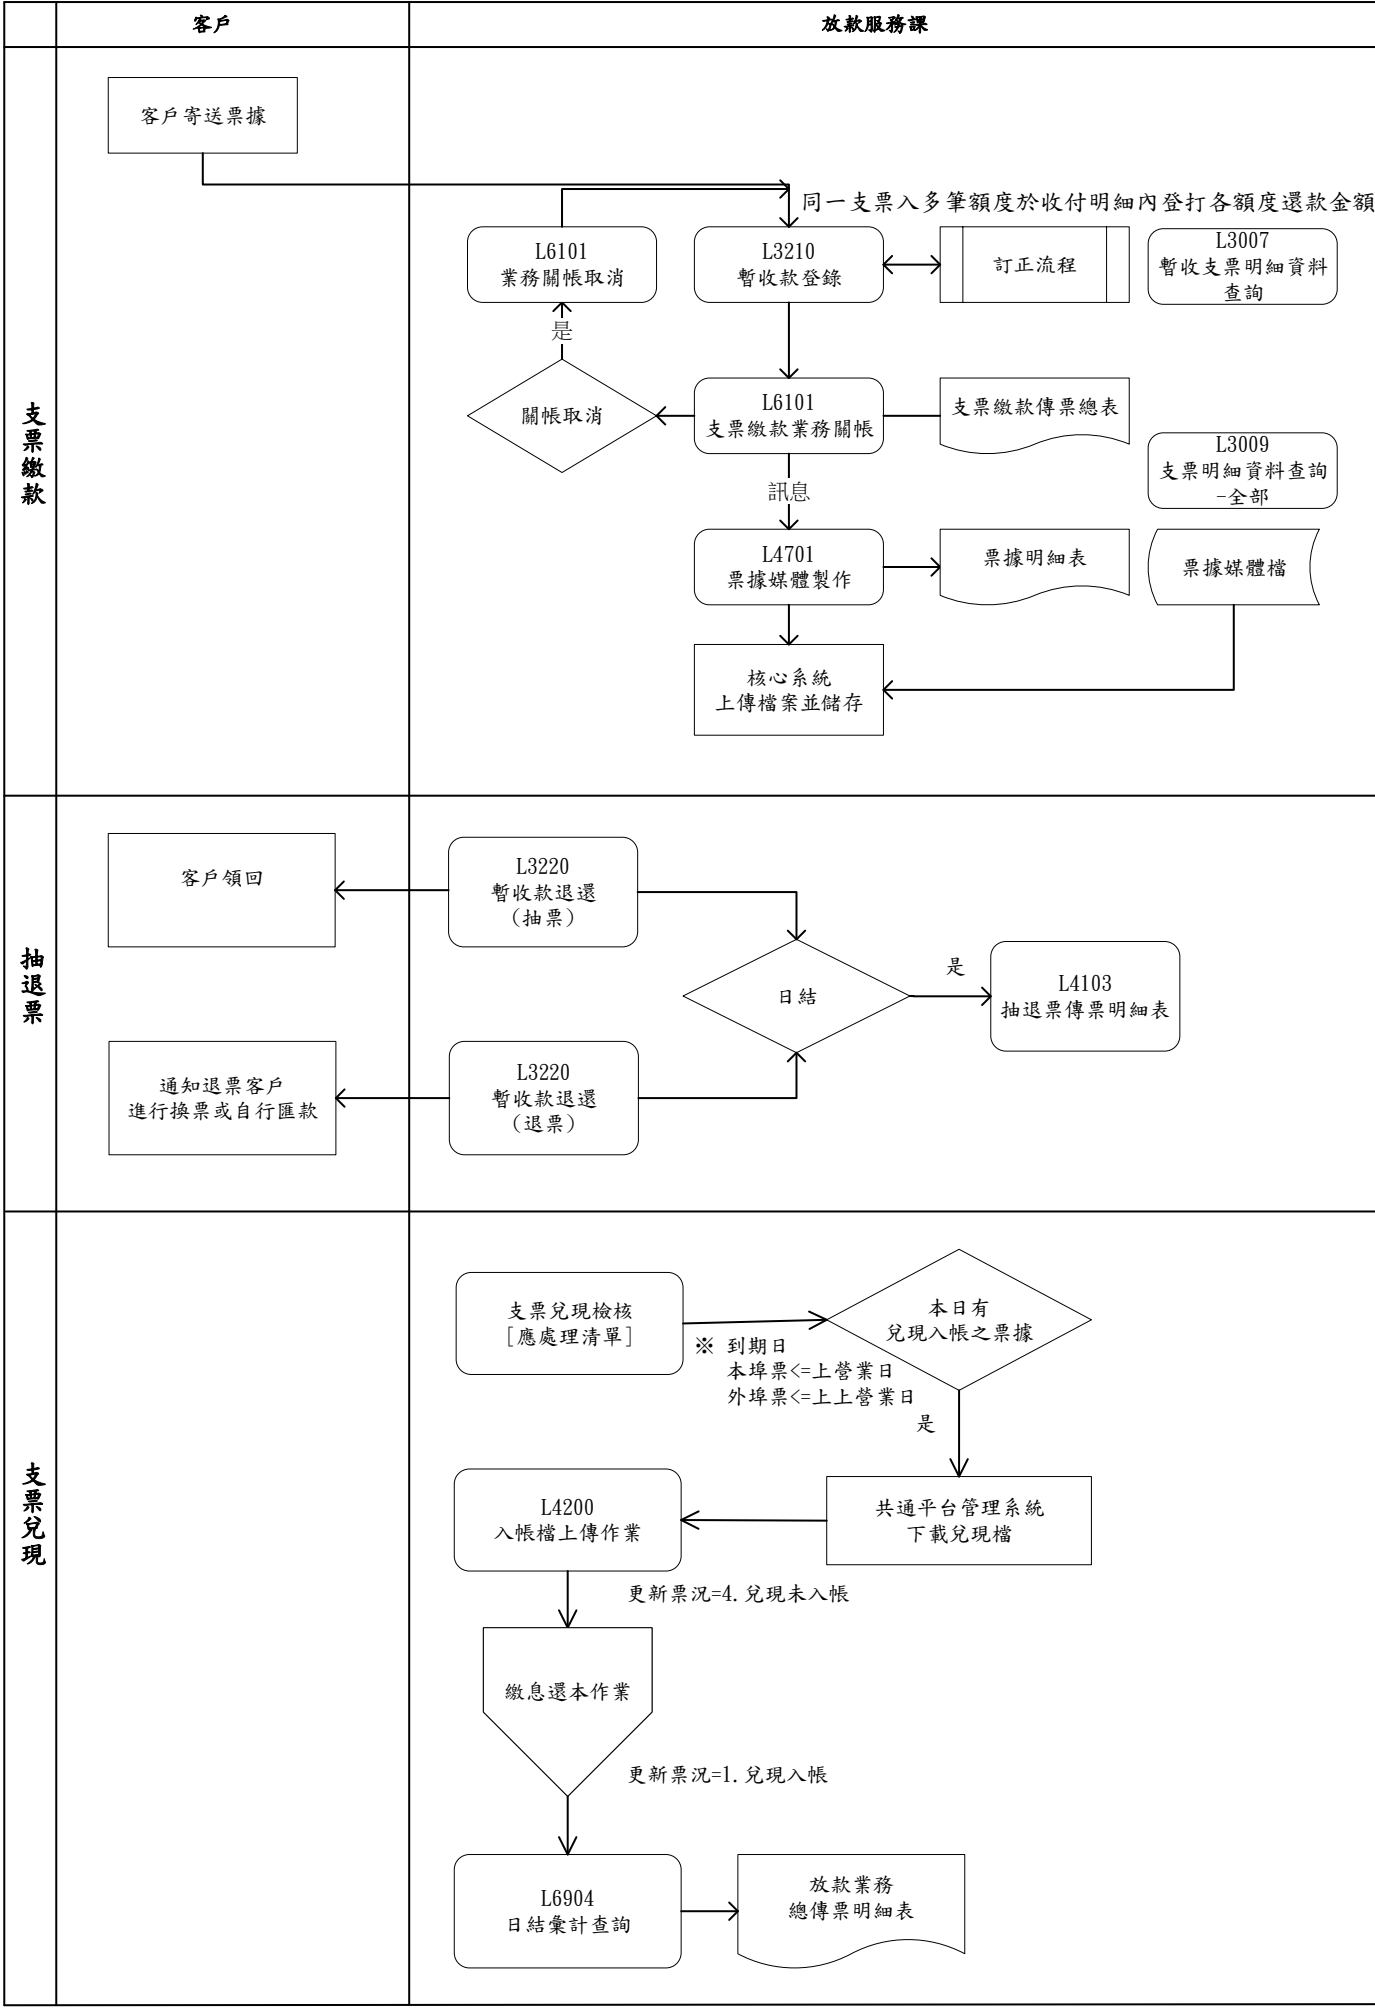 客戶
放款服務課
支票繳款
客戶寄送票據
同一支票入多筆額度於收付明細內登打各額度還款金額
L6101
業務關帳取消
L3210
暫收款登錄
訂正流程
L3007
暫收支票明細資料
查詢
是
關帳取消
L6101
支票繳款業務關帳
支票繳款傳票總表
L3009
支票明細資料查詢
-全部
訊息
L4701
票據媒體製作
票據明細表
票據媒體檔
核心系統
上傳檔案並儲存
抽退票
客戶領回
L3220
暫收款退還
(抽票)
日結
是
L4103
抽退票傳票明細表
通知退票客戶
進行換票或自行匯款
L3220
暫收款退還
(退票)
支票兌現
支票兌現檢核
[應處理清單]
※ 到期日
本埠票<=上營業日
外埠票<=上上營業日
本日有
兌現入帳之票據
是
L4200
入帳檔上傳作業
共通平台管理系統
下載兌現檔
更新票況=4.兌現未入帳
繳息還本作業
更新票況=1.兌現入帳
L6904
日結彙計查詢
放款業務
總傳票明細表